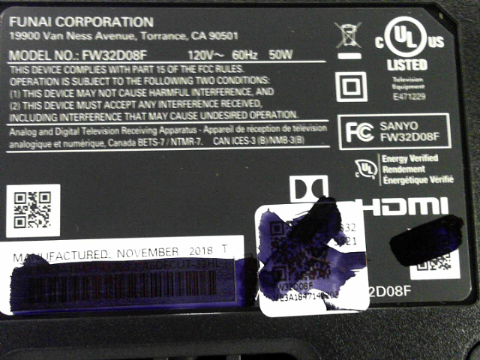 FUNAI CORPORATION
19900 Van Ness Avenue, Torrance, CA 90501
MODEL NO.: FW32D08F 120V~ 60Hz 50W
THIS DEVICE COMPLIES WITH PART 15 OF THE FCC RULES.
OPERATION IS SUBJECT TO THE FOLLOWING TWO CONDITIONS:
(1) THIS DEVICE MAY NOT CAUSE HARMFUL INTERFERENCE, AND
(2) THIS DEVICE MUST ACCEPT ANY INTERFERENCE RECEIVED,
INCLUDING INTERFERENCE THAT MAY CAUSE UNDESIRED OPERATION.
Analog and Digital Television Receiving Apparatus - Appareil de réception de télévision
analogique et numérique, Canada BETS-7 / NTMR-7. CAN ICES-3 (B)/NMB-3(B)
C UL US
LISTED
Television
Equipment
E471229
FC SANYO
FW32D08F
UL Energy Verified
Rendement
Énergétique Vérifié
HDMI
MANUFACTURED: NOVEMBER 2018 T
32D08F